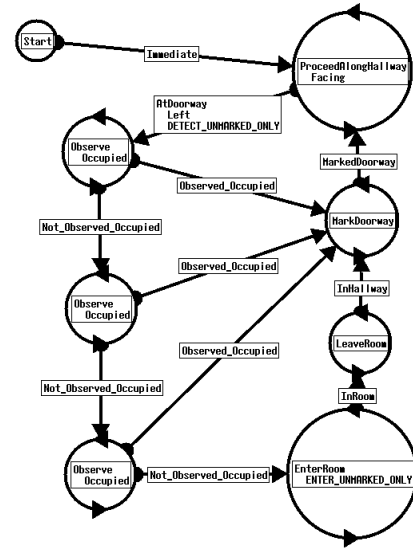 Start
Immediate
ProceedAlongHallway
Facing
AtDoorway
Left
DETECT_UNMARKED_ONLY
Observe
Occupied
MarkedDoorway
Observed_Occupied
Not_Observed_Occupied
MarkDoorway
Observed_Occupied
InHallway
Observe
Occupied
LeaveRoom
Observed_Occupied
Not_Observed_Occupied
InRoom
Observe
Occupied
Not_Observed_Occupied
EnterRoom
ENTER_UNMARKED_ONLY